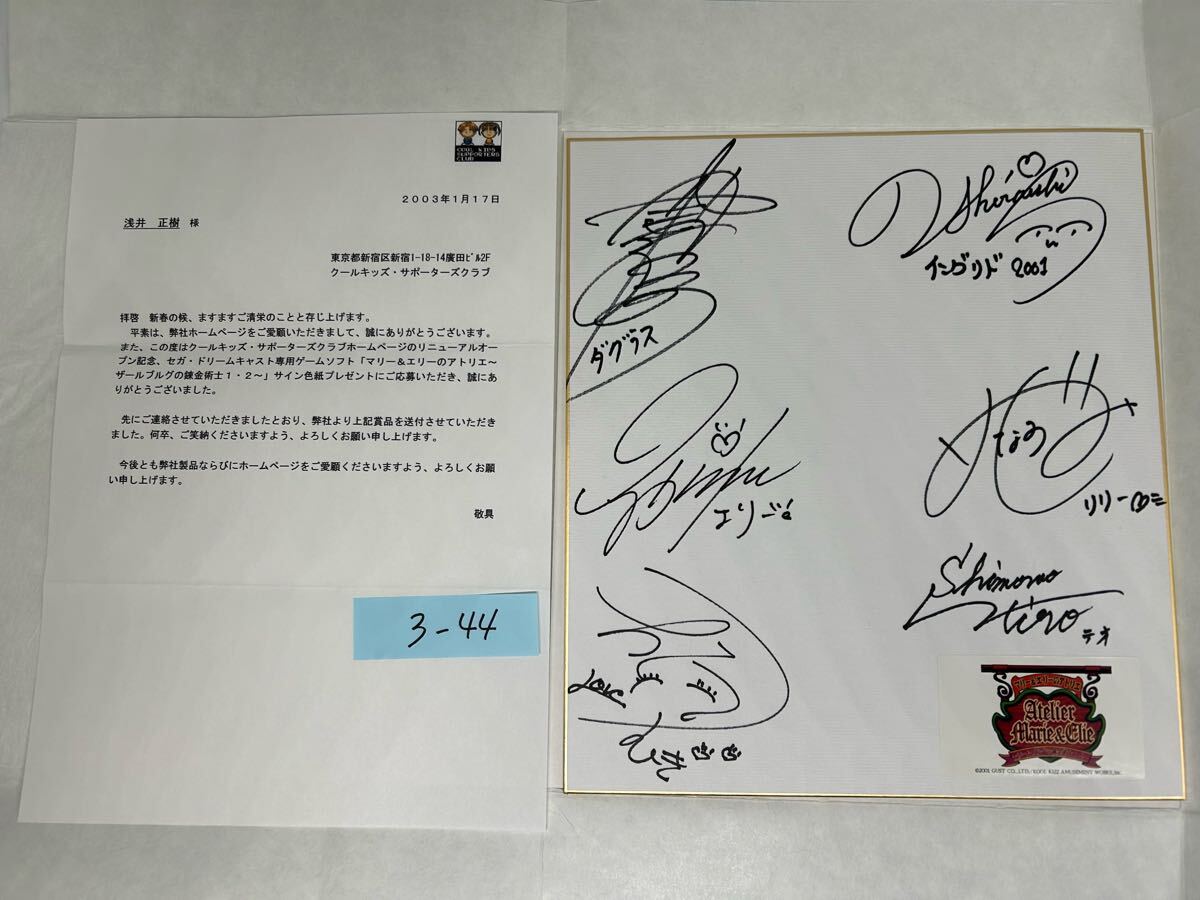 COOL KIDS
SUPPORTERS
CLUB
2003年1月17日
浅井　正樹　様
東京都新宿区新宿1-18-14廣田ﾋﾞﾙ2F
クールキッズ・サポーターズクラブ
拝啓　新春の候、ますますご清栄のことと存じ上げます。
平素は、弊社ホームページをご愛顧いただきまして、誠にありがとうございます。
また、この度はクールキッズ・サポーターズクラブホームページのリニューアルオー
プン記念、セガ・ドリームキャスト専用ゲームソフト「マリー＆エリーのアトリエ～
ザールブルグの錬金術士１・２～」サイン色紙プレゼントにご応募いただき、誠にあ
りがとうございました。
先にご連絡させていただきましたとおり、弊社より上記賞品を送付させていただき
ました。何卒、ご笑納くださいますよう、よろしくお願い申し上げます。
今後とも弊社製品ならびにホームページをご愛顧くださいますよう、よろしくお願
い申し上げます。
敬具
3-44
ダグラス
Shiratori
イングリド 2001
エリー
リリー
Love
Shimono
Hiro
テオ
マリー&エリーのアトリエ
Atelier
Marie&Elie
©2001 GUST CO.,LTD./KOOL KIZZ AMUSEMENT WORKS,Inc.